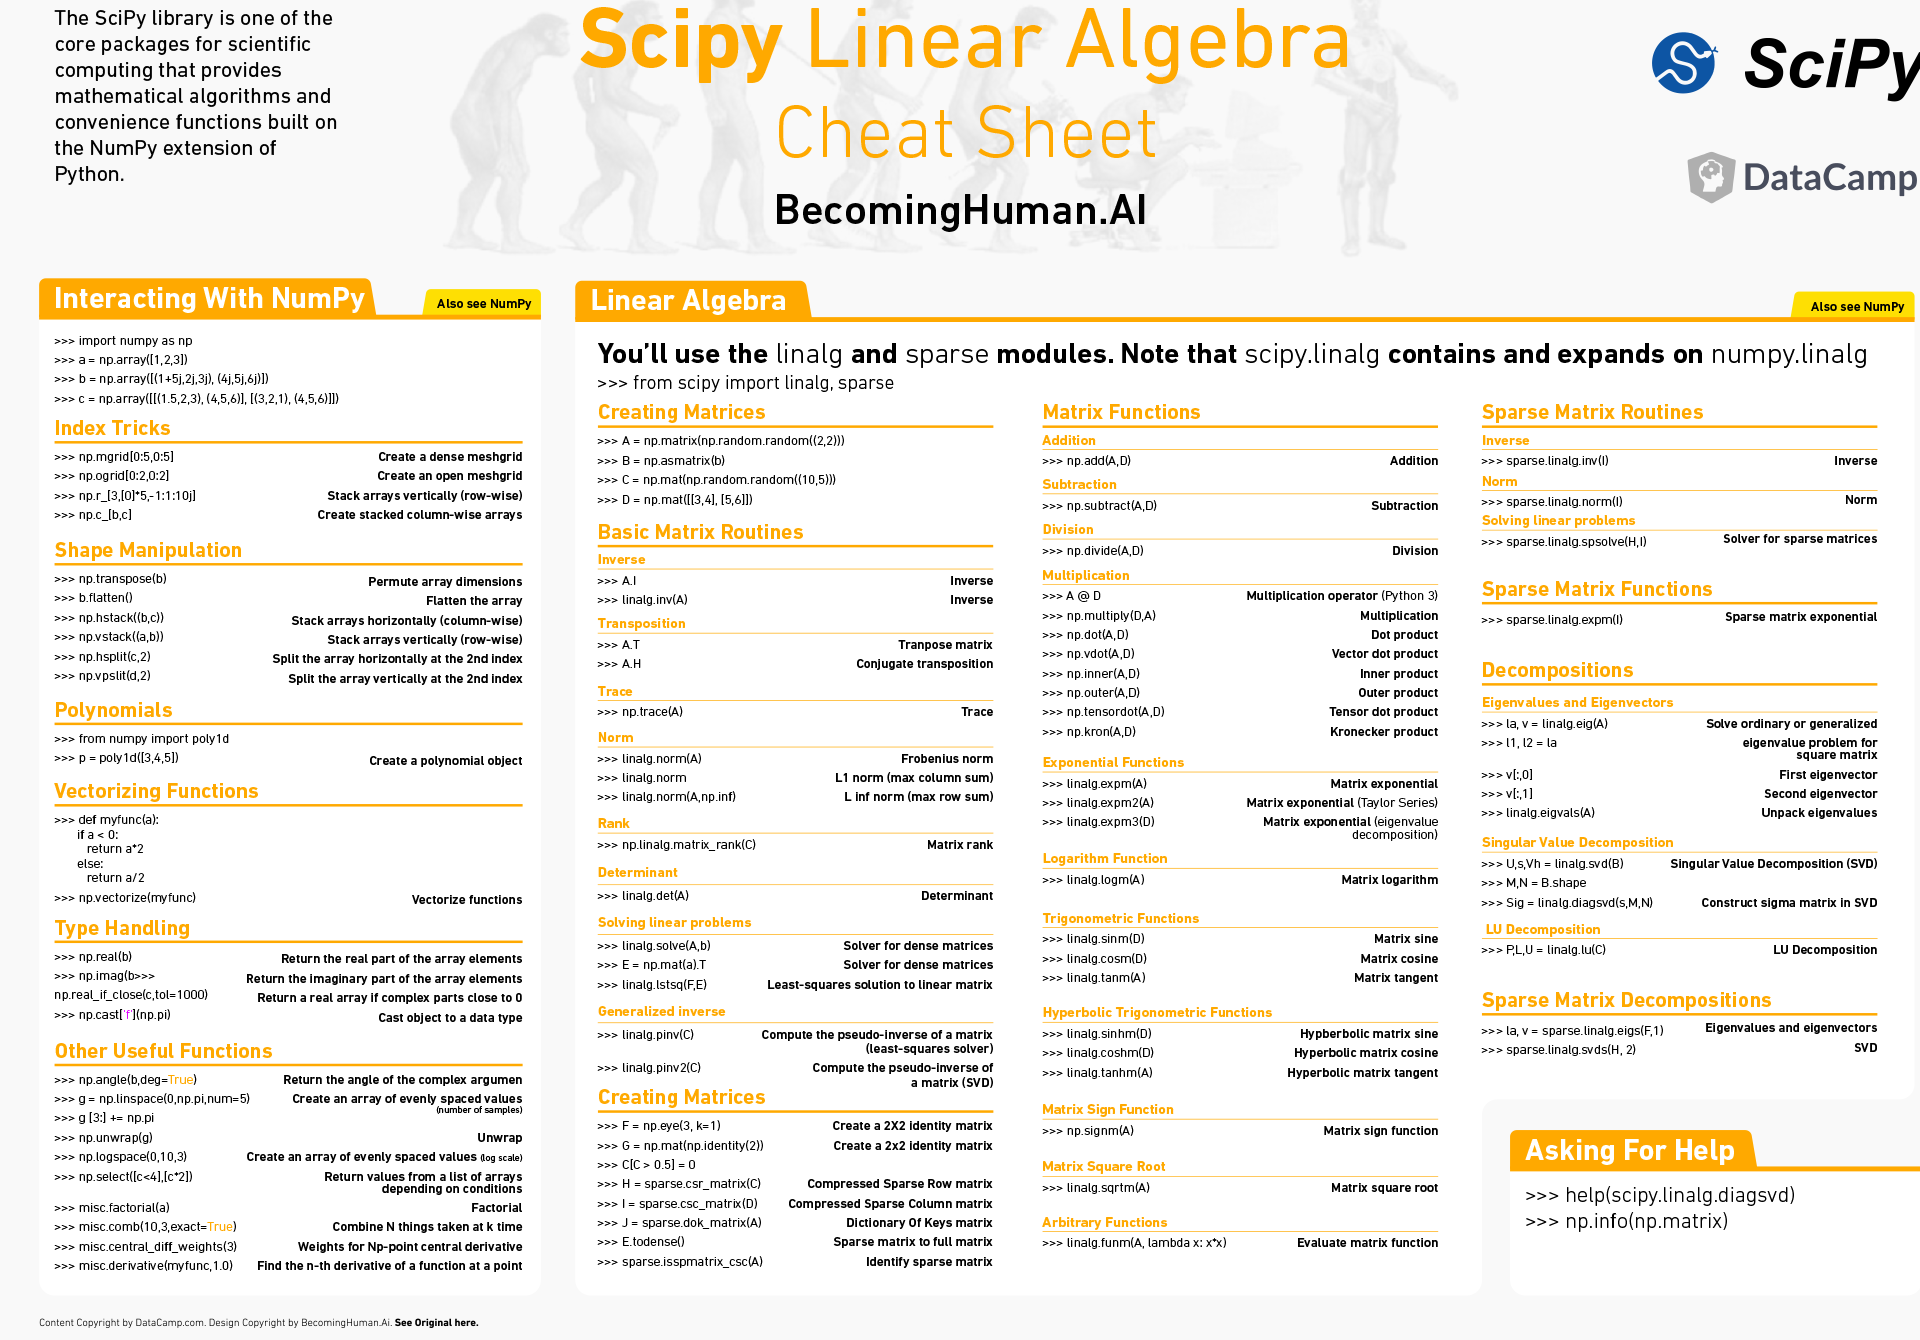 The SciPy library is one of the
core packages for scientific
computing that provides
mathematical algorithms and
convenience functions built on
the NumPy extension of
Python.
Scipy Linear Algebra
Cheat Sheet
BecomingHuman.AI
SciPy
DataCamp
Interacting With NumPy
Also see NumPy
>>> import numpy as np
>>> a = np.array([1,2,3])
>>> b = np.array([(1+5j,2j,3j), (4j,5j,6j)])
>>> c = np.array([[(1.5,2,3), (4,5,6)], [(3,2,1), (4,5,6)]])
Index Tricks
>>> np.mgrid[0:5,0:5] Create a dense meshgrid
>>> np.ogrid[0:2,0:2] Create an open meshgrid
>>> np.r_[3,[0]*5,-1:1:10j] Stack arrays vertically (row-wise)
>>> np.c_[b,c] Create stacked column-wise arrays
Shape Manipulation
>>> np.transpose(b) Permute array dimensions
>>> b.flatten() Flatten the array
>>> np.hstack((b,c)) Stack arrays horizontally (column-wise)
>>> np.vstack((a,b)) Stack arrays vertically (row-wise)
>>> np.hsplit(c,2) Split the array horizontally at the 2nd index
>>> np.vpslit(d,2) Split the array vertically at the 2nd index
Polynomials
>>> from numpy import poly1d
>>> p = poly1d([3,4,5]) Create a polynomial object
Vectorizing Functions
>>> def myfunc(a):
if a < 0:
return a*2
else:
return a/2
>>> np.vectorize(myfunc) Vectorize functions
Type Handling
>>> np.real(b) Return the real part of the array elements
>>> np.imag(b>>> Return the imaginary part of the array elements
np.real_if_close(c,tol=1000) Return a real array if complex parts close to 0
>>> np.cast['f'](np.pi) Cast object to a data type
Other Useful Functions
>>> np.angle(b,deg=True) Return the angle of the complex argumen
>>> g = np.linspace(0,np.pi,num=5) Create an array of evenly spaced values
(number of samples)
>>> g [3:] += np.pi
>>> np.unwrap(g) Unwrap
>>> np.logspace(0,10,3) Create an array of evenly spaced values (log scale)
>>> np.select([c<4],[c*2]) Return values from a list of arrays
depending on conditions
>>> misc.factorial(a) Factorial
>>> misc.comb(10,3,exact=True) Combine N things taken at k time
>>> misc.central_diff_weights(3) Weights for Np-point central derivative
>>> misc.derivative(myfunc,1.0) Find the n-th derivative of a function at a point
Linear Algebra
Also see NumPy
You'll use the linalg and sparse modules. Note that scipy.linalg contains and expands on numpy.linalg
>>> from scipy import linalg, sparse
Creating Matrices
>>> A = np.matrix(np.random.random((2,2)))
>>> B = np.asmatrix(b)
>>> C = np.mat(np.random.random((10,5)))
>>> D = np.mat([[3,4], [5,6]])
Basic Matrix Routines
Inverse
>>> A.I Inverse
>>> linalg.inv(A) Inverse
Transposition
>>> A.T Tranpose matrix
>>> A.H Conjugate transposition
Trace
>>> np.trace(A) Trace
Norm
>>> linalg.norm(A) Frobenius norm
>>> linalg.norm L1 norm (max column sum)
>>> linalg.norm(A,np.inf) L inf norm (max row sum)
Rank
>>> np.linalg.matrix_rank(C) Matrix rank
Determinant
>>> linalg.det(A) Determinant
Solving linear problems
>>> linalg.solve(A,b) Solver for dense matrices
>>> E = np.mat(a).T Solver for dense matrices
>>> linalg.lstsq(F,E) Least-squares solution to linear matrix
Generalized inverse
>>> linalg.pinv(C) Compute the pseudo-inverse of a matrix
(least-squares solver)
>>> linalg.pinv2(C) Compute the pseudo-inverse of
a matrix (SVD)
Creating Matrices
>>> F = np.eye(3, k=1) Create a 2X2 identity matrix
>>> G = np.mat(np.identity(2)) Create a 2x2 identity matrix
>>> C[C > 0.5] = 0
>>> H = sparse.csr_matrix(C) Compressed Sparse Row matrix
>>> I = sparse.csc_matrix(D) Compressed Sparse Column matrix
>>> J = sparse.dok_matrix(A) Dictionary Of Keys matrix
>>> E.todense() Sparse matrix to full matrix
>>> sparse.isspmatrix_csc(A) Identify sparse matrix
Matrix Functions
Addition
>>> np.add(A,D) Addition
Subtraction
>>> np.subtract(A,D) Subtraction
Division
>>> np.divide(A,D) Division
Multiplication
>>> A @ D Multiplication operator (Python 3)
>>> np.multiply(D,A) Multiplication
>>> np.dot(A,D) Dot product
>>> np.vdot(A,D) Vector dot product
>>> np.inner(A,D) Inner product
>>> np.outer(A,D) Outer product
>>> np.tensordot(A,D) Tensor dot product
>>> np.kron(A,D) Kronecker product
Exponential Functions
>>> linalg.expm(A) Matrix exponential
>>> linalg.expm2(A) Matrix exponential (Taylor Series)
>>> linalg.expm3(D) Matrix exponential (eigenvalue
decomposition)
Logarithm Function
>>> linalg.logm(A) Matrix logarithm
Trigonometric Functions
>>> linalg.sinm(D) Matrix sine
>>> linalg.cosm(D) Matrix cosine
>>> linalg.tanm(A) Matrix tangent
Hyperbolic Trigonometric Functions
>>> linalg.sinhm(D) Hypberbolic matrix sine
>>> linalg.coshm(D) Hyperbolic matrix cosine
>>> linalg.tanhm(A) Hyperbolic matrix tangent
Matrix Sign Function
>>> np.signm(A) Matrix sign function
Matrix Square Root
>>> linalg.sqrtm(A) Matrix square root
Arbitrary Functions
>>> linalg.funm(A, lambda x: x*x) Evaluate matrix function
Sparse Matrix Routines
Inverse
>>> sparse.linalg.inv(I) Inverse
Norm
>>> sparse.linalg.norm(I) Norm
Solving linear problems
>>> sparse.linalg.spsolve(H,I) Solver for sparse matrices
Sparse Matrix Functions
>>> sparse.linalg.expm(I) Sparse matrix exponential
Decompositions
Eigenvalues and Eigenvectors
>>> la, v = linalg.eig(A) Solve ordinary or generalized
>>> l1, l2 = la eigenvalue problem for
square matrix
>>> v[:,0] First eigenvector
>>> v[:,1] Second eigenvector
>>> linalg.eigvals(A) Unpack eigenvalues
Singular Value Decomposition
>>> U,s,Vh = linalg.svd(B) Singular Value Decomposition (SVD)
>>> M,N = B.shape
>>> Sig = linalg.diagsvd(s,M,N) Construct sigma matrix in SVD
LU Decomposition
>>> P,L,U = linalg.lu(C) LU Decomposition
Sparse Matrix Decompositions
>>> la, v = sparse.linalg.eigs(F,1) Eigenvalues and eigenvectors
>>> sparse.linalg.svds(H, 2) SVD
Asking For Help
>>> help(scipy.linalg.diagsvd)
>>> np.info(np.matrix)
Content Copyright by DataCamp.com. Design Copyright by BecomingHuman.Ai. See Original here.